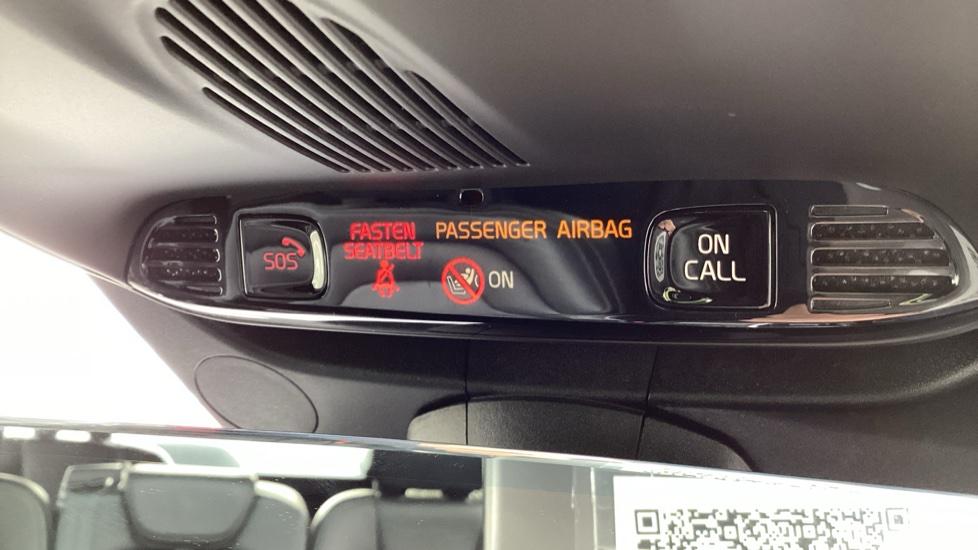 SOS
FASTEN
SEATBELT
PASSENGER AIRBAG
ON
ON
CALL